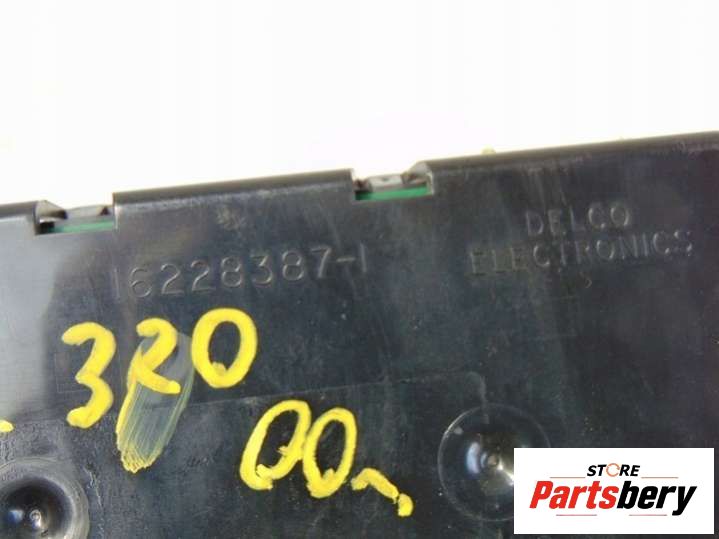 DELCO
ELECTRONICS
16228387-1
320
00
STORE
Partsbery